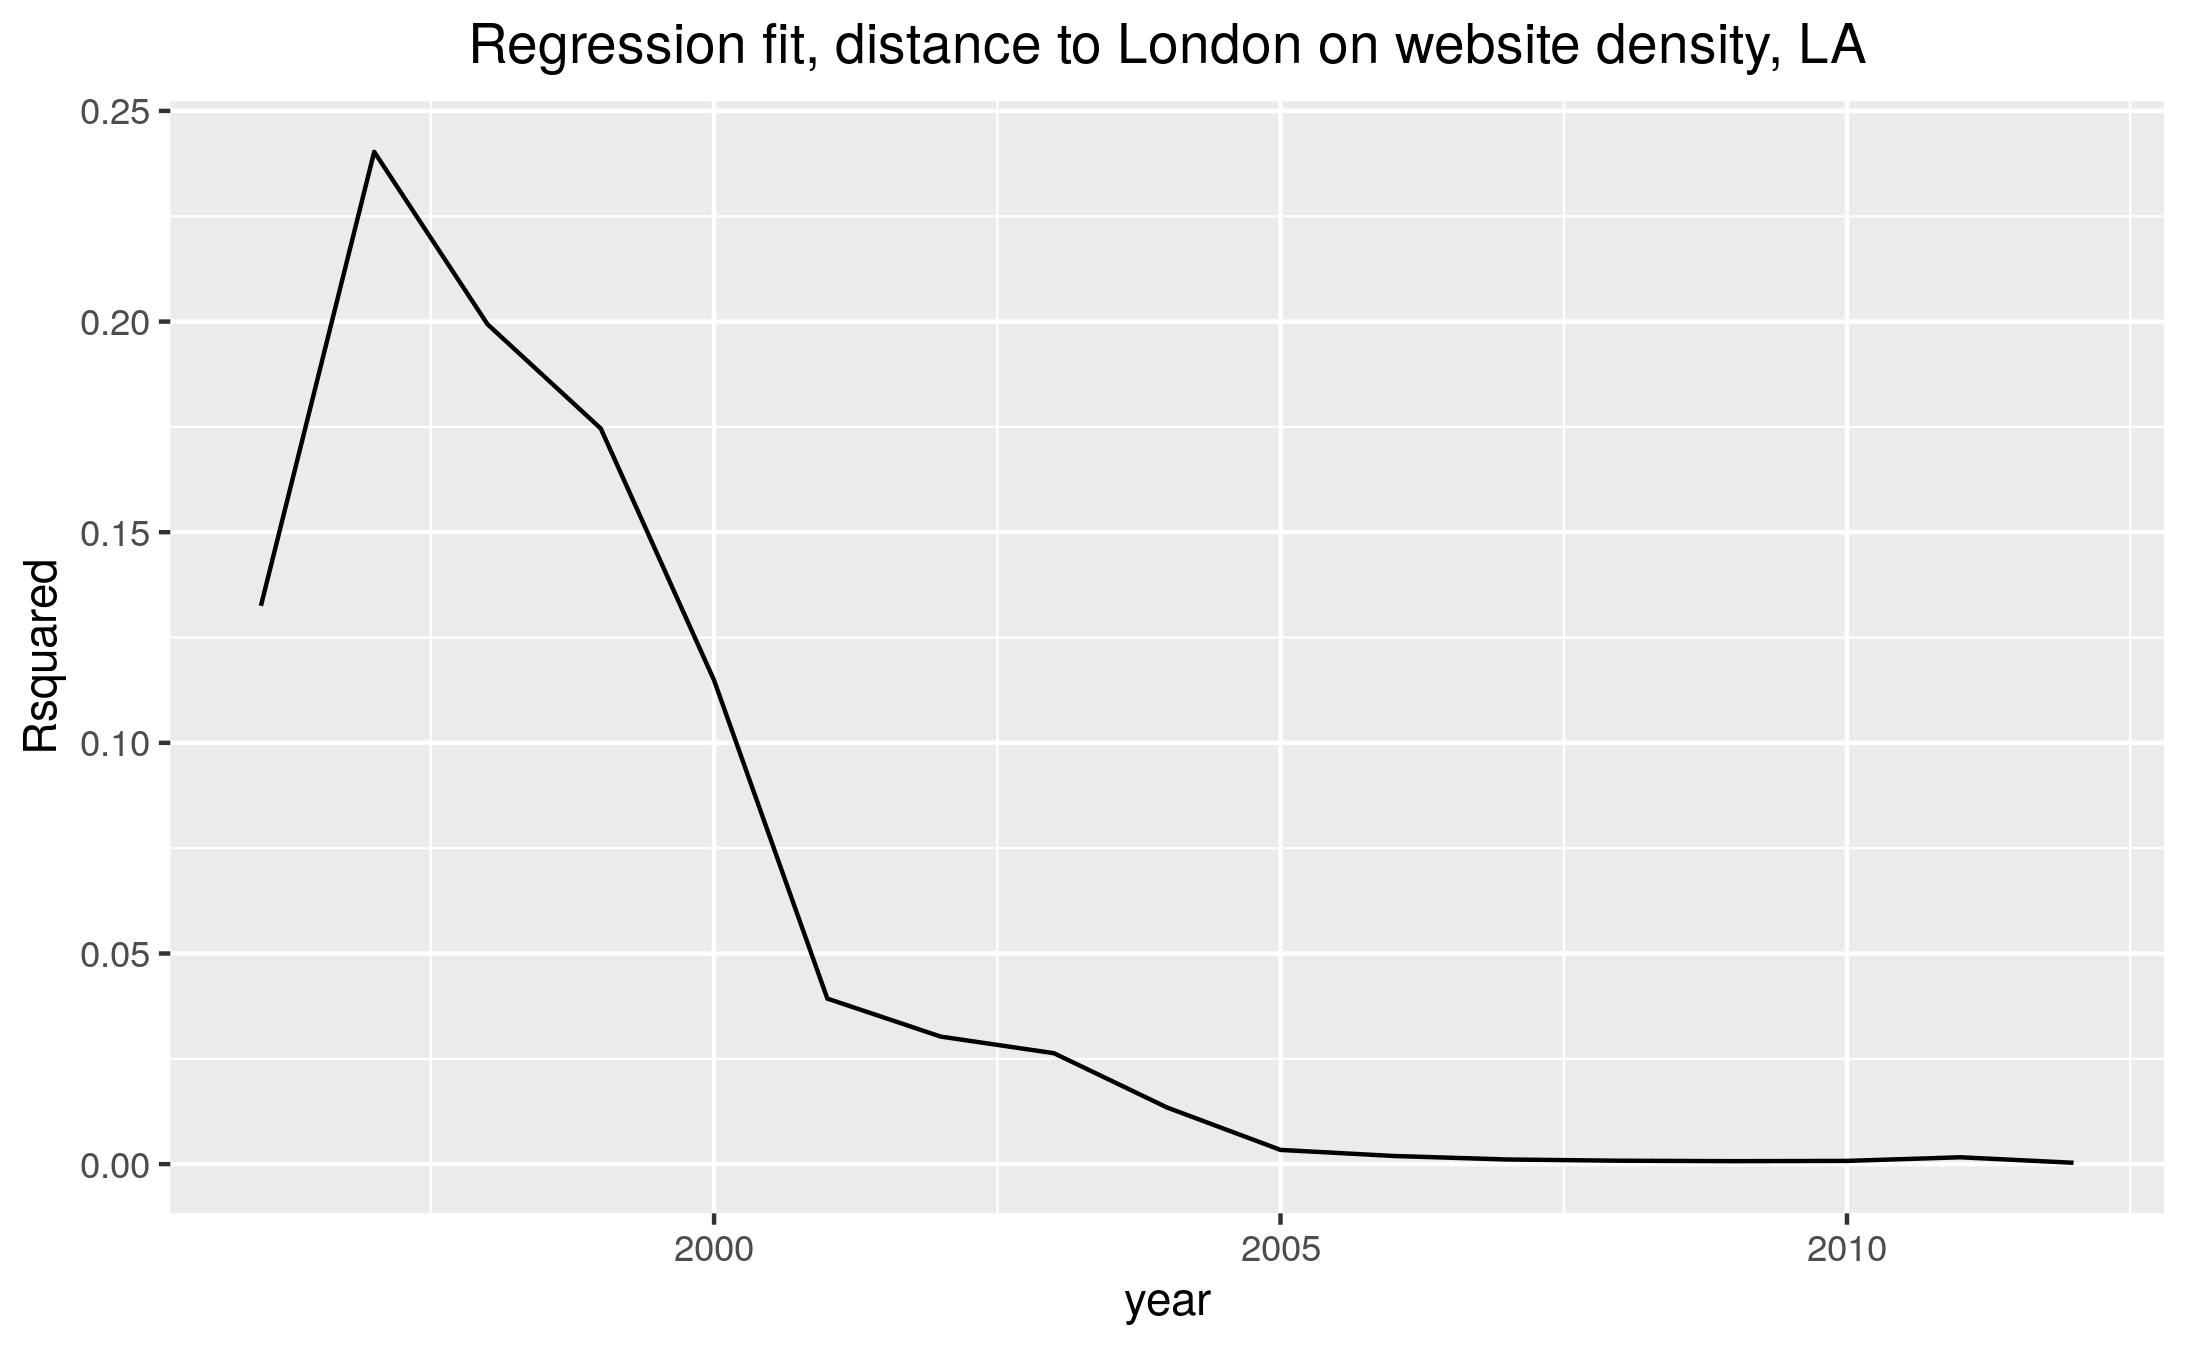 Regression fit, distance to London on website density, LA
0.25
0.20
0.15
0.10
0.05
0.00
Rsquared
2000 2005 2010
year